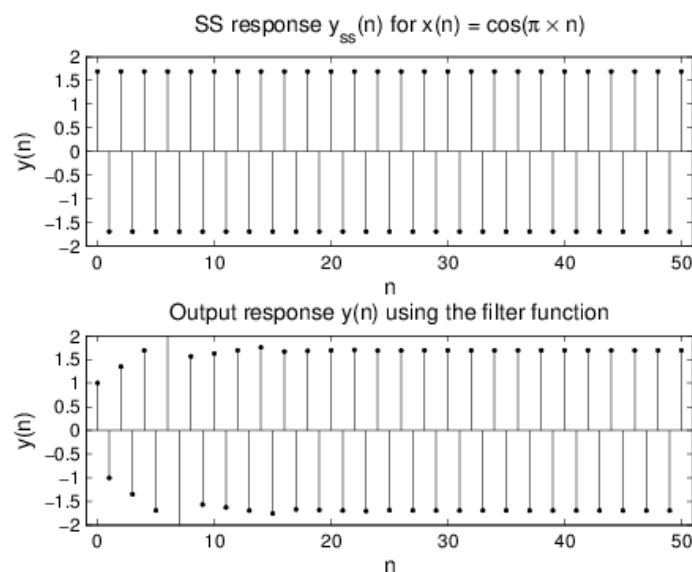 SS response y_ss(n) for x(n) = cos(π × n)
2
1.5
1
0.5
0
−0.5
−1
−1.5
−2
y(n)
0 10 20 30 40 50
n
Output response y(n) using the filter function
2
1.5
1
0.5
0
−0.5
−1
−1.5
−2
y(n)
0 10 20 30 40 50
n